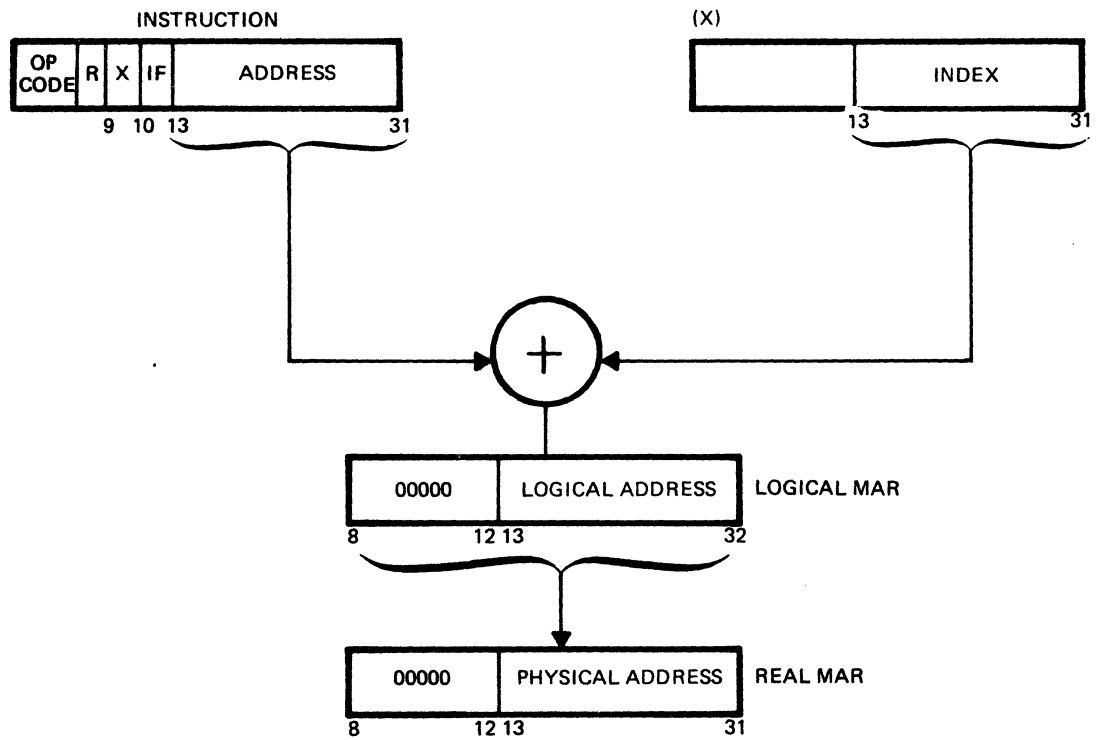 INSTRUCTION
(X)
OP CODE R X IF ADDRESS
INDEX
9 10 13 31
13 31
+
00000 LOGICAL ADDRESS LOGICAL MAR
8 12 13 32
00000 PHYSICAL ADDRESS REAL MAR
8 12 13 31